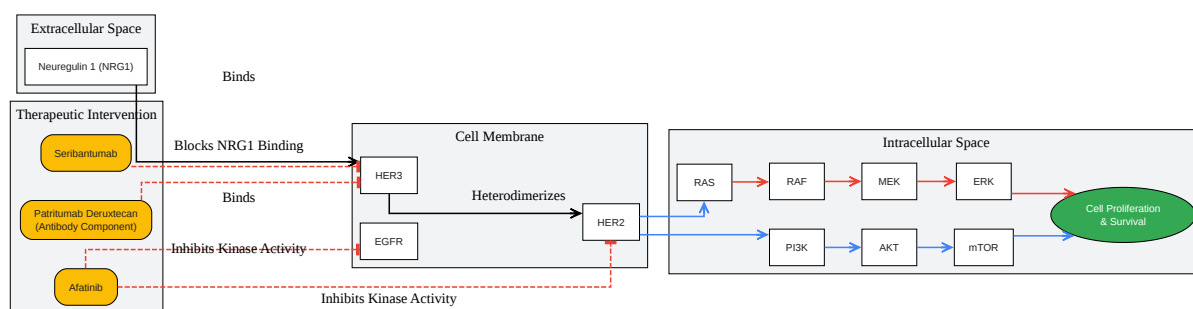 Extracellular Space
Neuregulin 1 (NRG1)
Binds
Therapeutic Intervention
Seribantumab
Patritumab Deruxtecan
(Antibody Component)
Afatinib
Blocks NRG1 Binding
Binds
Inhibits Kinase Activity
Inhibits Kinase Activity
Cell Membrane
HER3
Heterodimerizes
HER2
EGFR
Intracellular Space
RAS
RAF
MEK
ERK
PI3K
AKT
mTOR
Cell Proliferation
& Survival